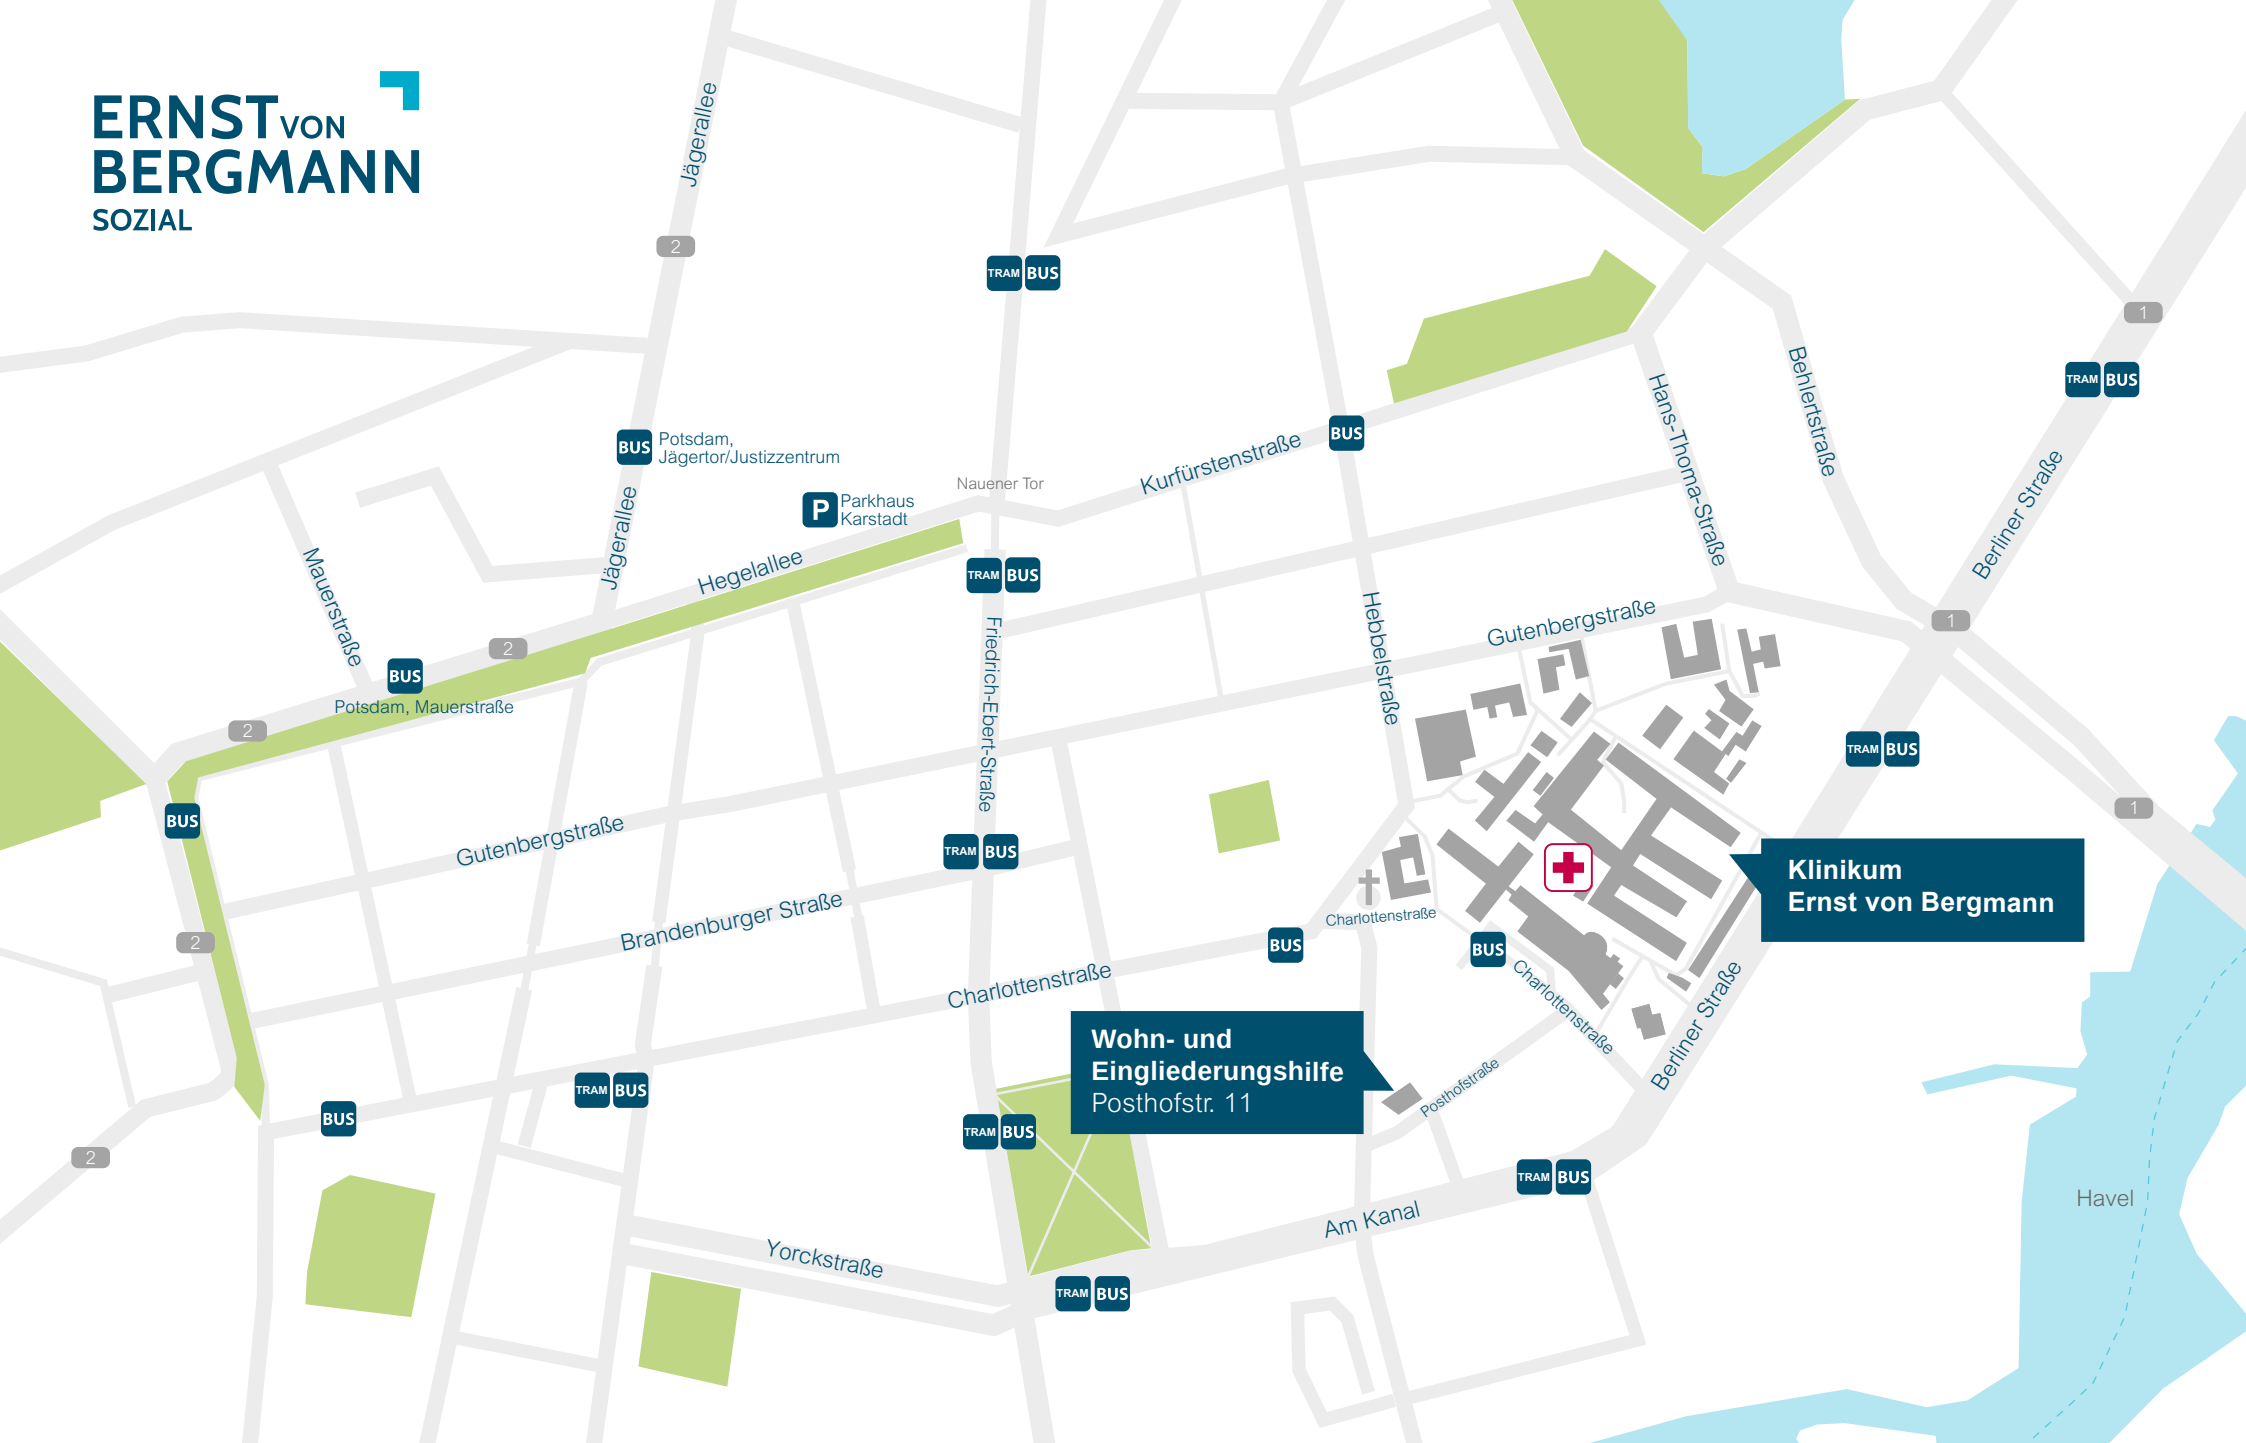 ERNST VON
BERGMANN
SOZIAL
Jägerallee
2
TRAM BUS
1
TRAM BUS
Hans-Thoma-Straße
Behlertstraße
BUS
Potsdam,
Jägertor/Justizzentrum
BUS
Kurfürstenstraße
Berliner Straße
Nauener Tor
P
Parkhaus
Karstadt
Jägerallee
Mauerstraße
Hegelallee
TRAM BUS
Hebbelstraße
Gutenbergstraße
1
2
BUS
Potsdam, Mauerstraße
Friedrich-Ebert-Straße
2
TRAM BUS
1
BUS
Gutenbergstraße
TRAM BUS
Klinikum
Ernst von Bergmann
Brandenburger Straße
Charlottenstraße
2
BUS
BUS
Charlottenstraße
Charlottenstraße
Berliner Straße
Wohn- und
Eingliederungshilfe
Posthofstr. 11
Posthofstraße
TRAM BUS
BUS
TRAM BUS
2
TRAM BUS
Havel
Am Kanal
Yorckstraße
TRAM BUS